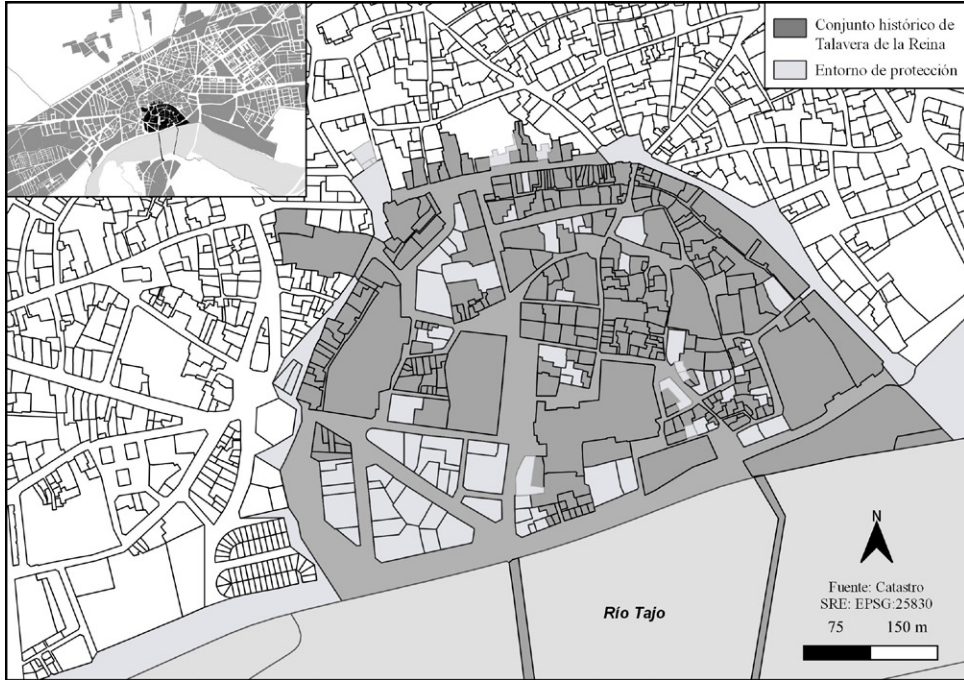 Conjunto histórico de
Talavera de la Reina
Entorno de protección
N
Fuente: Catastro
SRE: EPSG:25830
75 150 m
Río Tajo